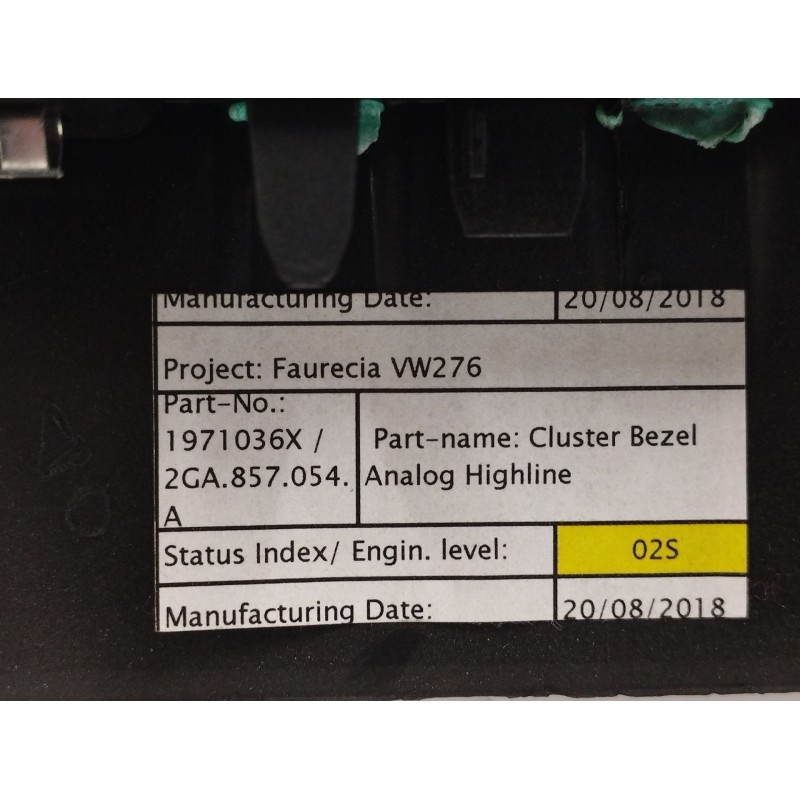 Manufacturing Date: 20/08/2018
Project: Faurecia VW276
Part-No.:
1971036X /
2GA.857.054.
A
Part-name: Cluster Bezel
Analog Highline
Status Index/ Engin. level: 02S
Manufacturing Date: 20/08/2018